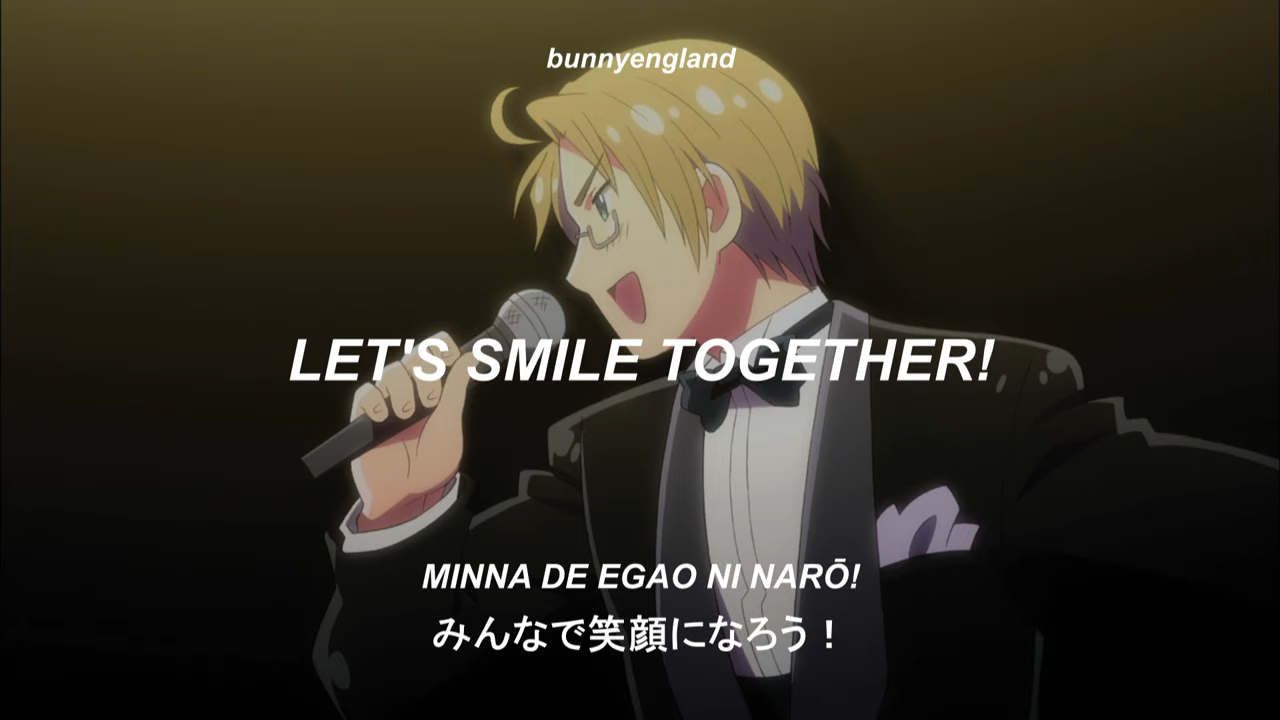 bunnyengland
LET'S SMILE TOGETHER!
MINNA DE EGAO NI NARŌ!
みんなで笑顔になろう！